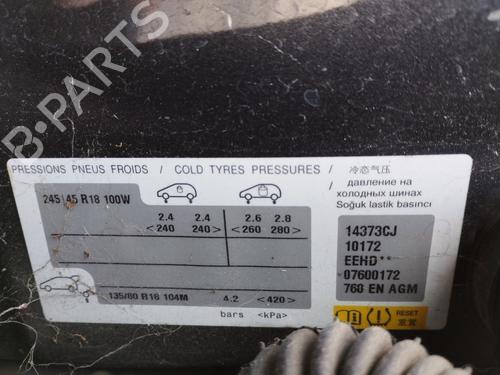 B-PARTS
PRESSIONS PNEUS FROIDS / COLD TYRES PRESSURES / 冷态气压
/ давление на
холодных шинах
Soğuk lastik basıncı
245/45 R18 100W
2.4 2.4 2.6 2.8
<240 240> <260 280>
14373CJ
10172
EEHD**
07600172
760 EN AGM
135/80 R18 104M 4.2 <420>
bars <kPa>
RESET
重置